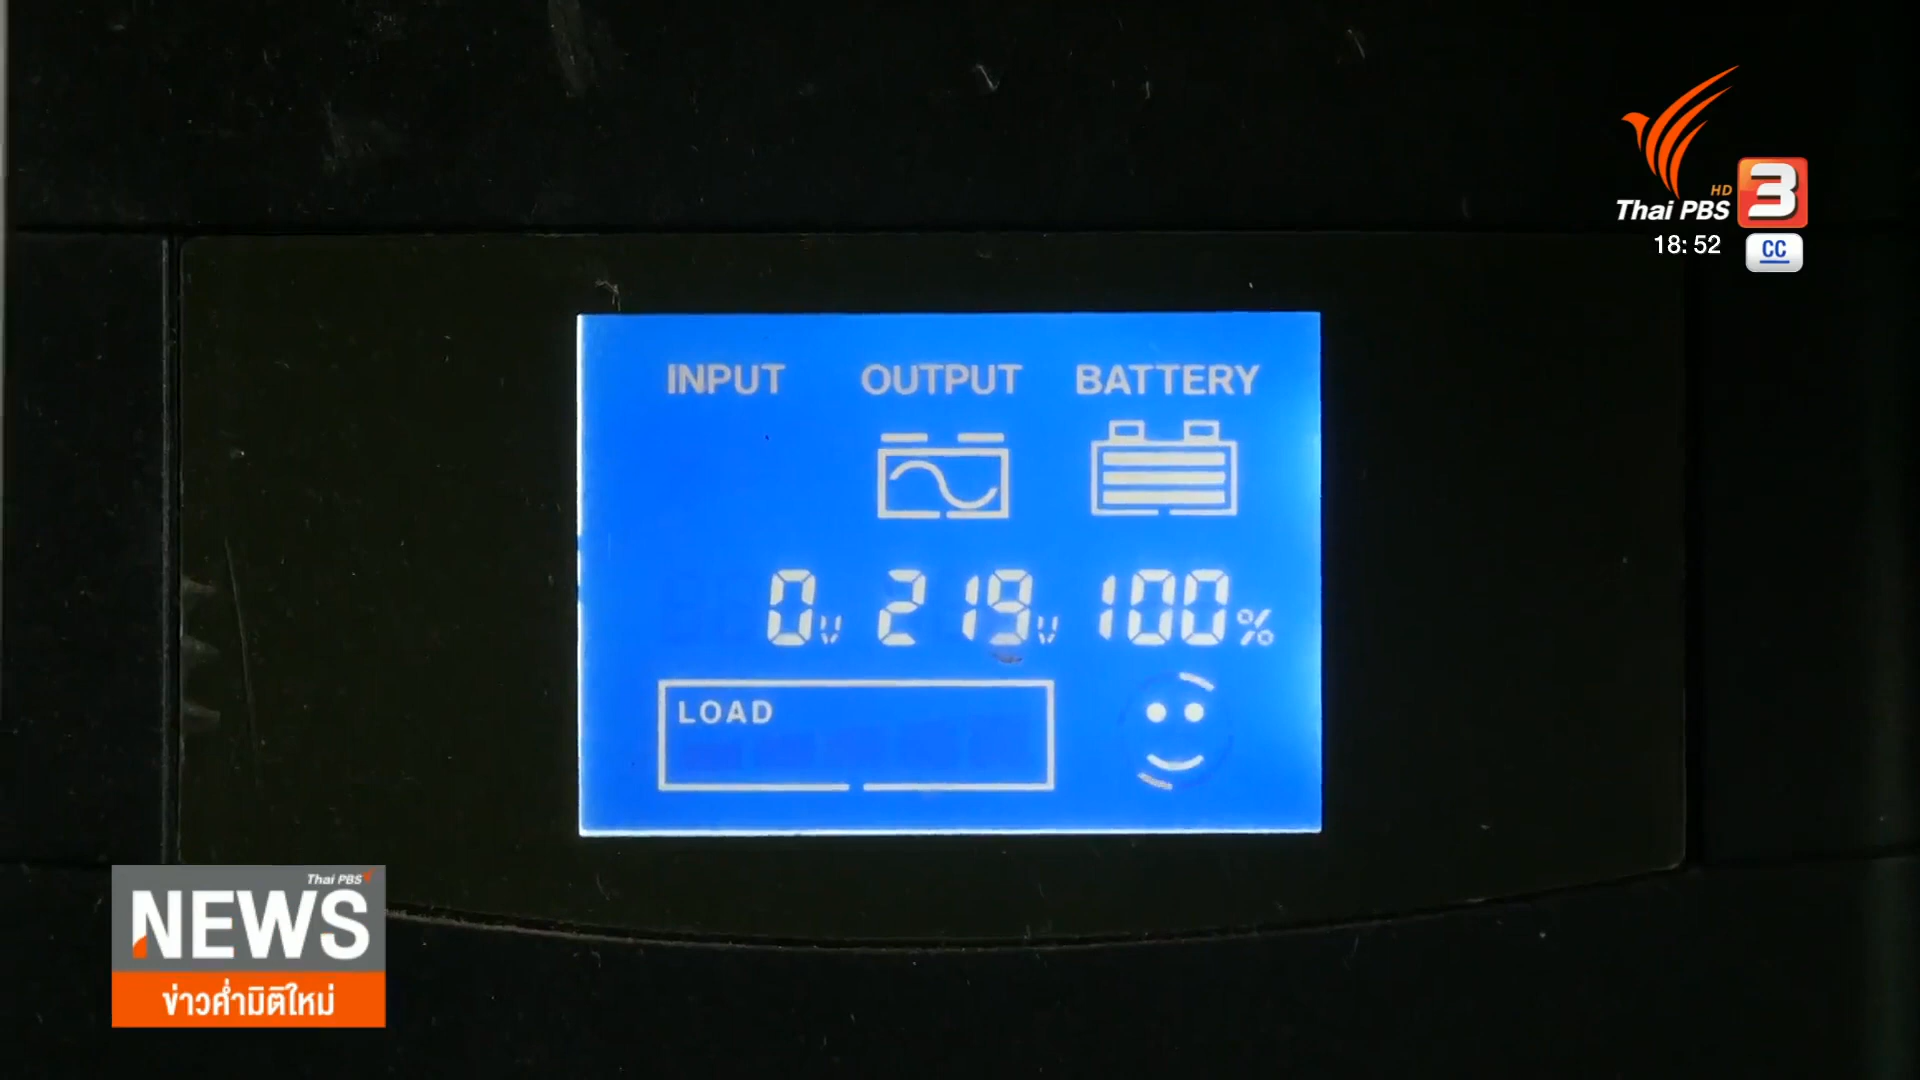 HD
Thai PBS 3
18:52 CC
INPUT OUTPUT BATTERY
0V 219V 100%
LOAD
Thai PBS
NEWS
ข่าวค่ำมิติใหม่